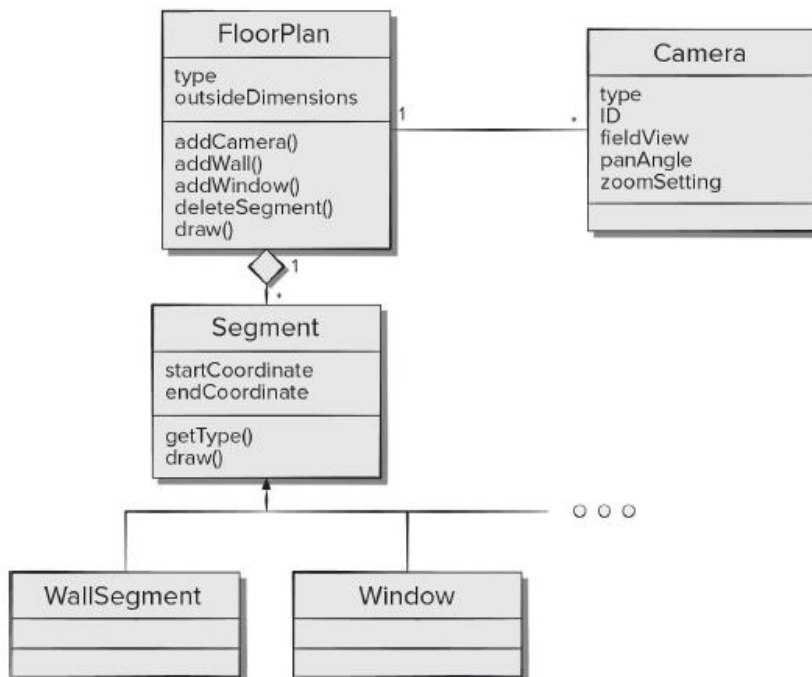 FloorPlan
type
outsideDimensions
addCamera()
addWall()
addWindow()
deleteSegment()
draw()
1
*
Camera
type
ID
fieldView
panAngle
zoomSetting
1
*
Segment
startCoordinate
endCoordinate
getType()
draw()
WallSegment
Window